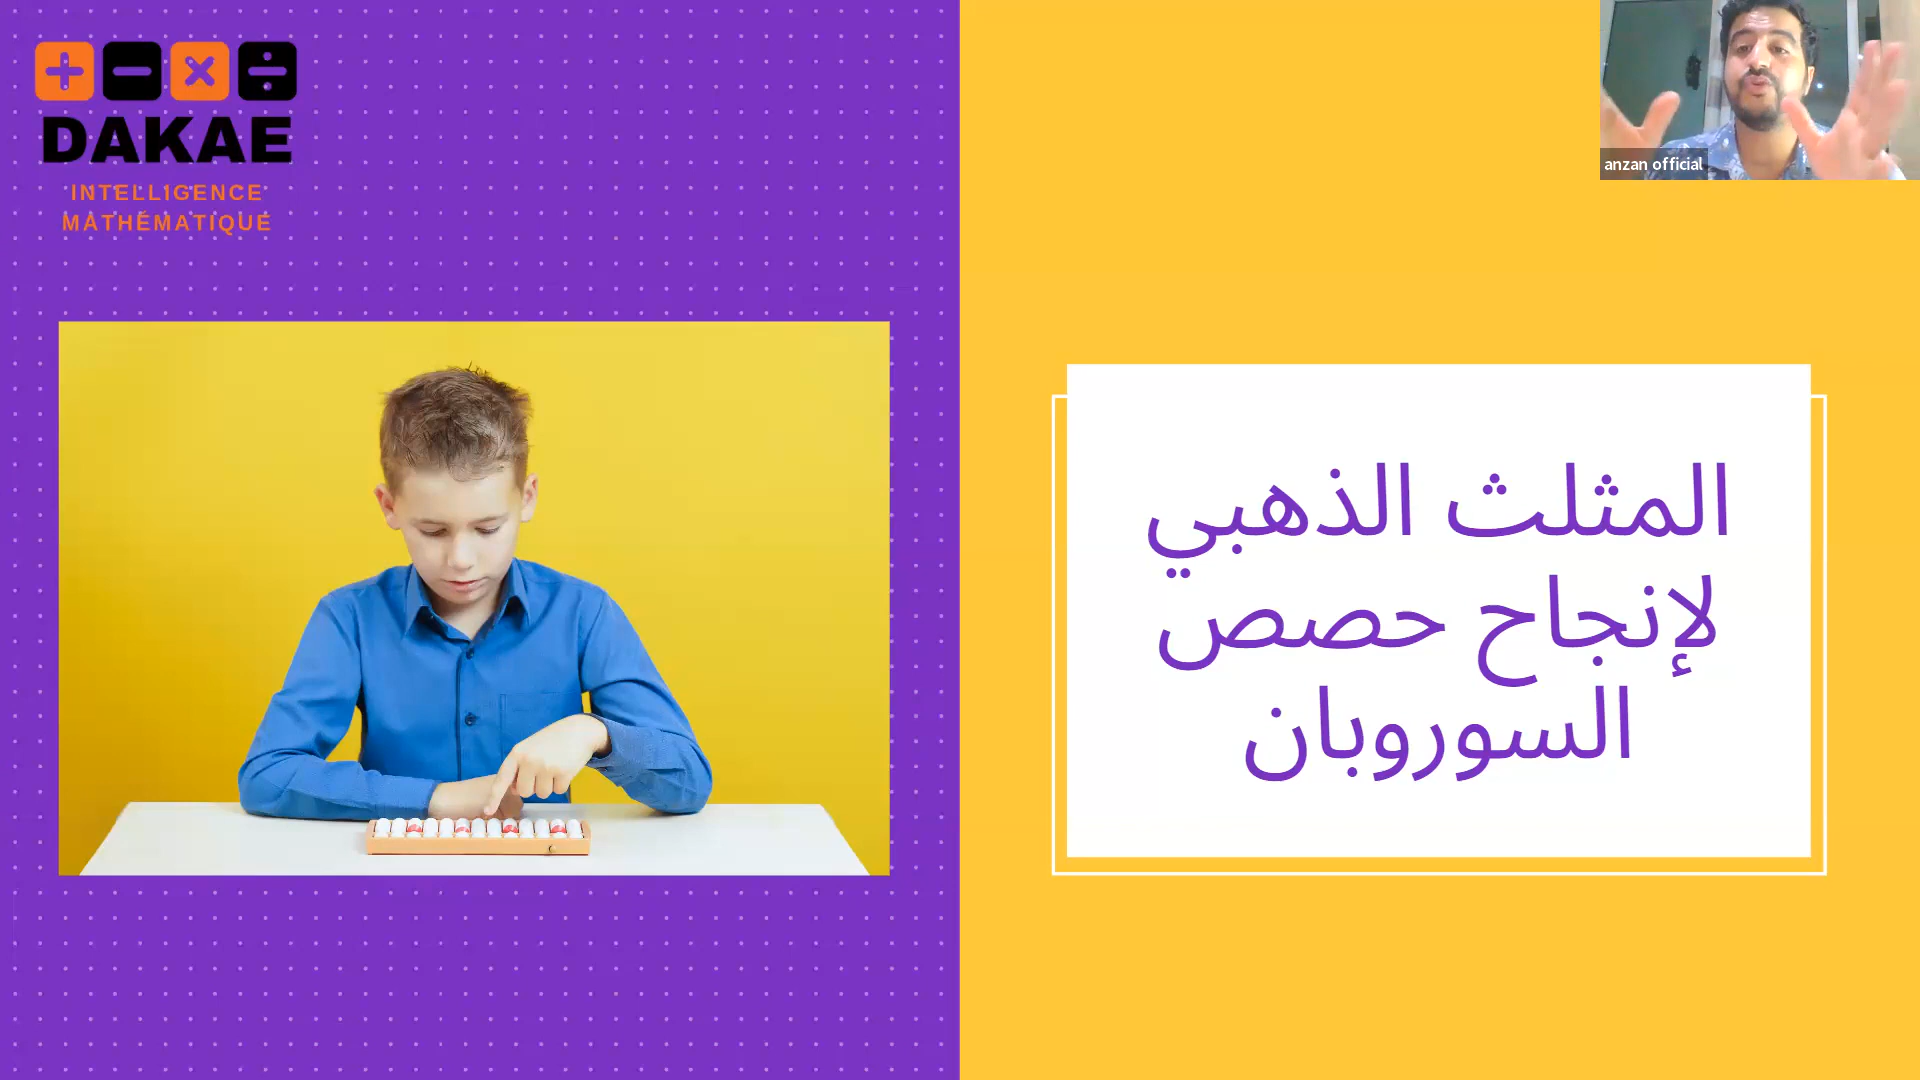 DAKAE
INTELLIGENCE
MATHÉMATIQUE
anzan official
المثلث الذهبي
لإنجاح حصص
السوروبان